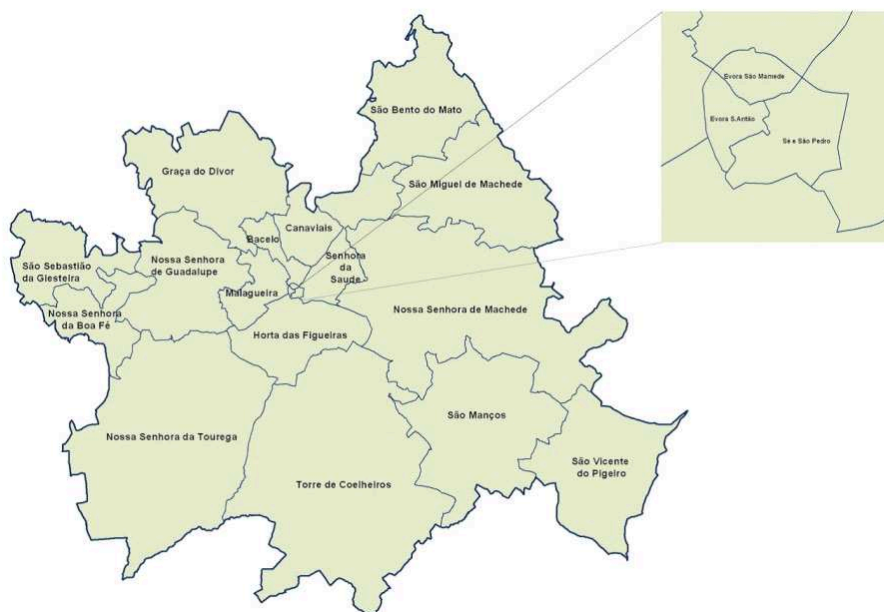 Evora São Mamede
Evora S.Antão
Se e São Pedro
São Bento do Mato
Graça do Divor
São Miguel de Machede
Canaviais
Bacelo
Senhora
da
Saude
Nossa Senhora
de Guadalupe
São Sebastião
da Giesteira
Malagueira
Nossa Senhora
da Boa Fé
Nossa Senhora de Machede
Horta das Figueiras
São Manços
Nossa Senhora da Tourega
São Vicente
do Pigeiro
Torre de Coelheiros